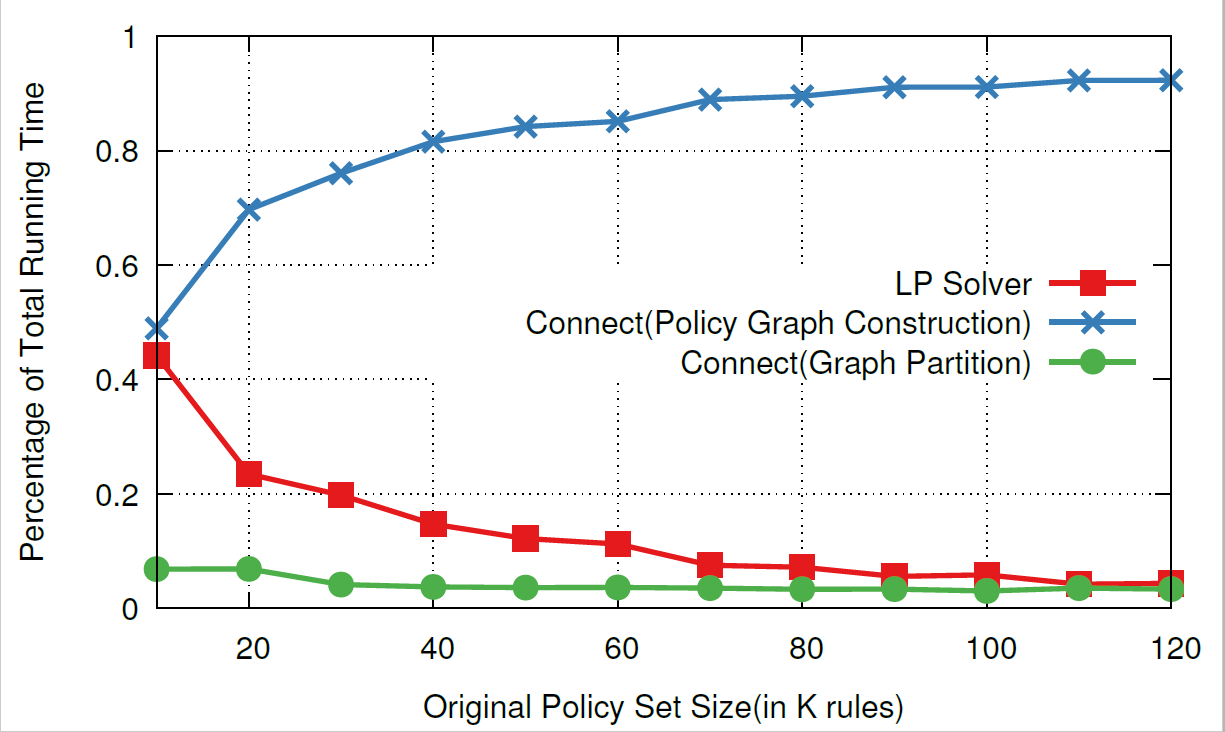 Percentage of Total Running Time
1
0.8
0.6
0.4
0.2
0
LP Solver
Connect(Policy Graph Construction)
Connect(Graph Partition)
20 40 60 80 100 120
Original Policy Set Size(in K rules)